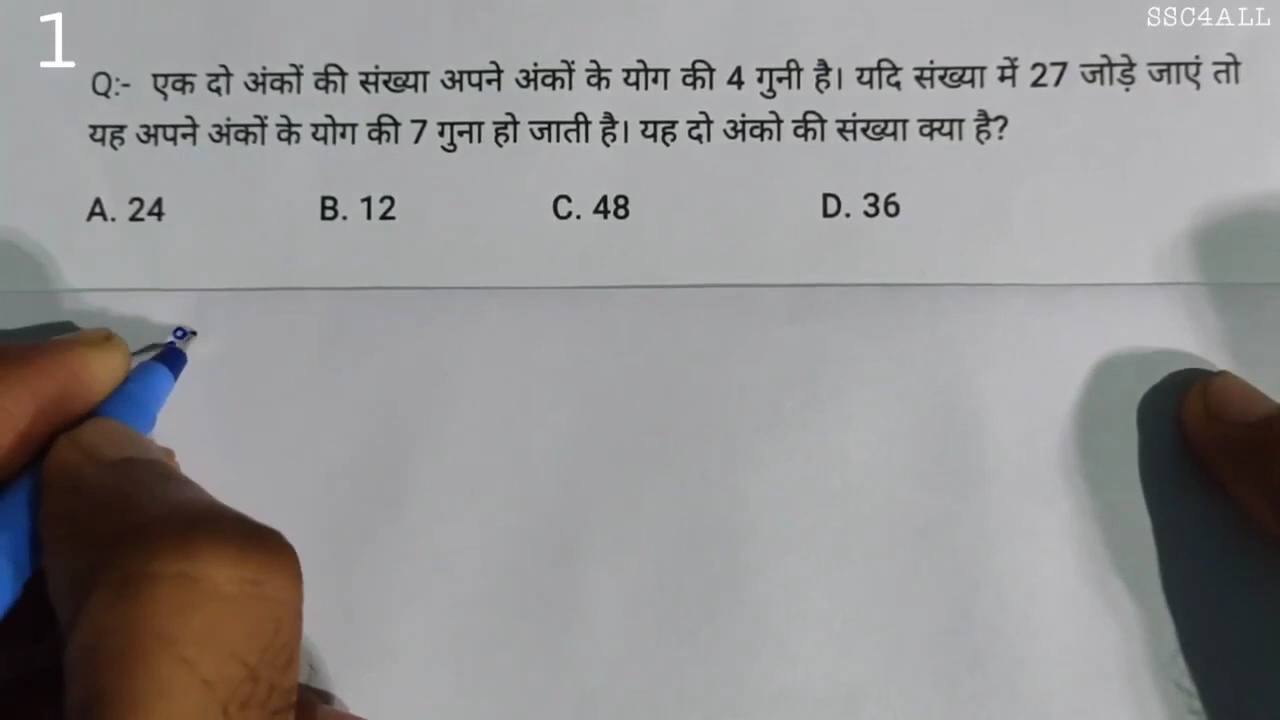 1
SSC4ALL
Q:- एक दो अंकों की संख्या अपने अंकों के योग की 4 गुनी है। यदि संख्या में 27 जोड़े जाएं तो
यह अपने अंकों के योग की 7 गुना हो जाती है। यह दो अंको की संख्या क्या है?
A. 24 B. 12 C. 48 D. 36